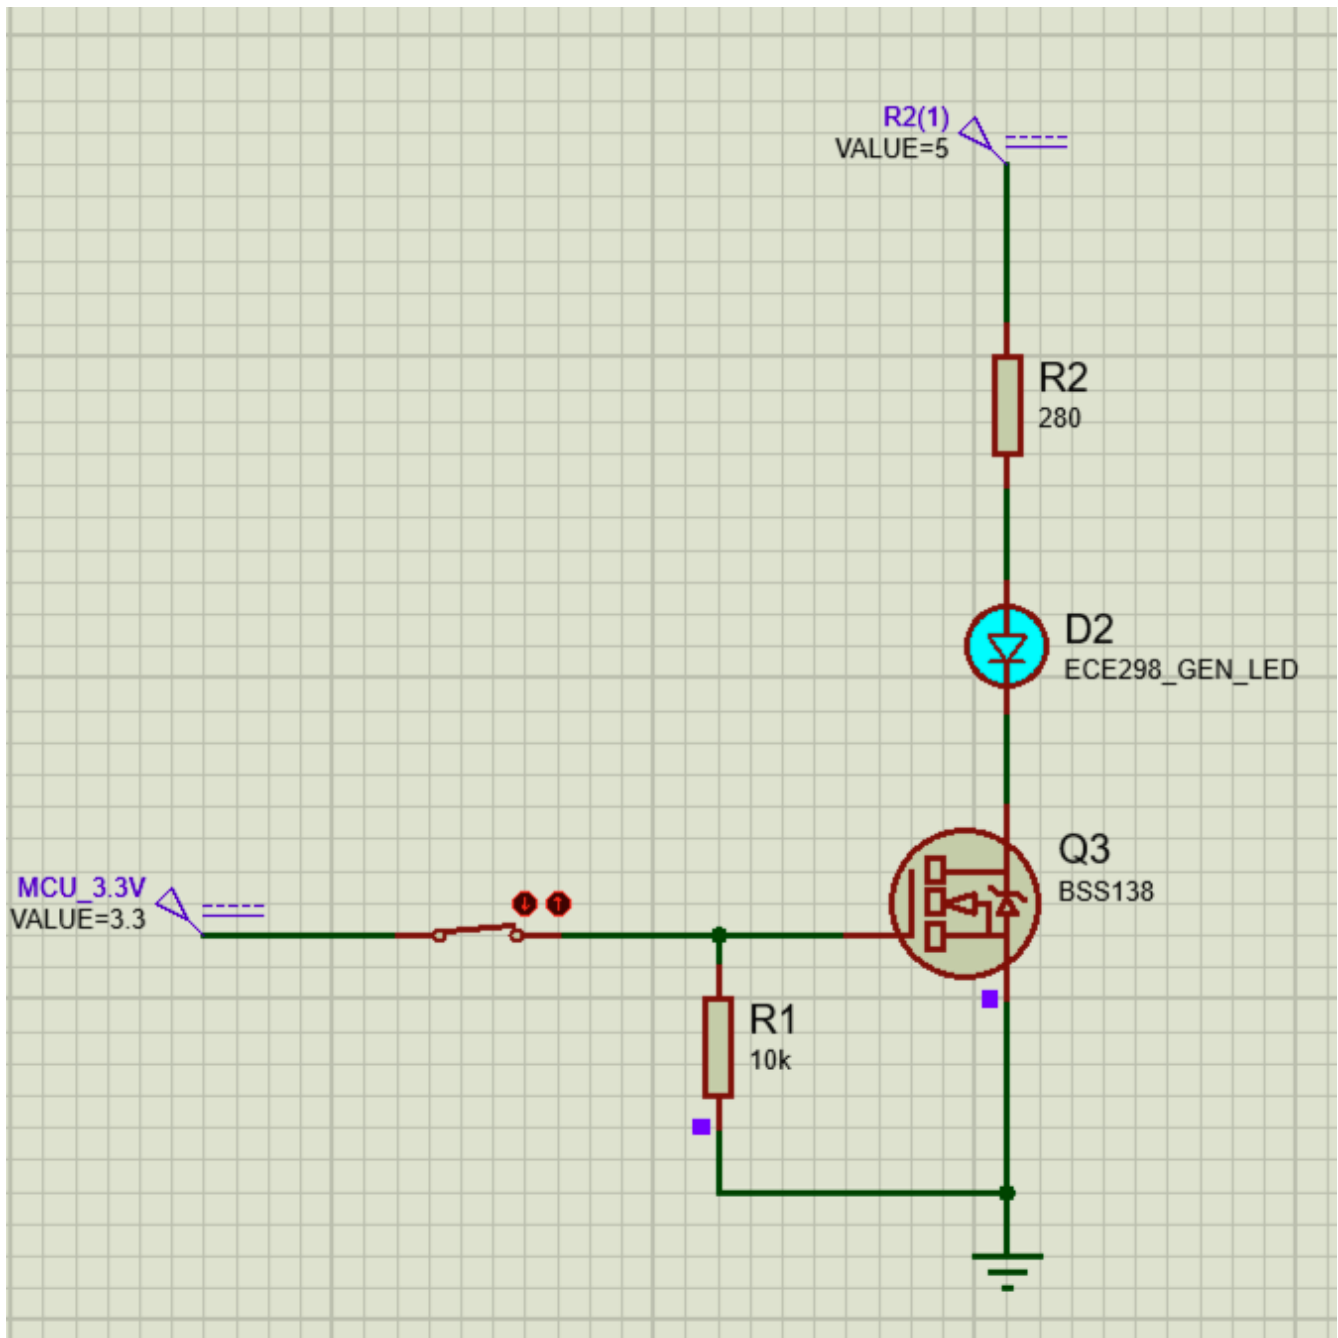 R2(1)
VALUE=5
R2
280
D2
ECE298_GEN_LED
Q3
BSS138
MCU_3.3V
VALUE=3.3
R1
10k